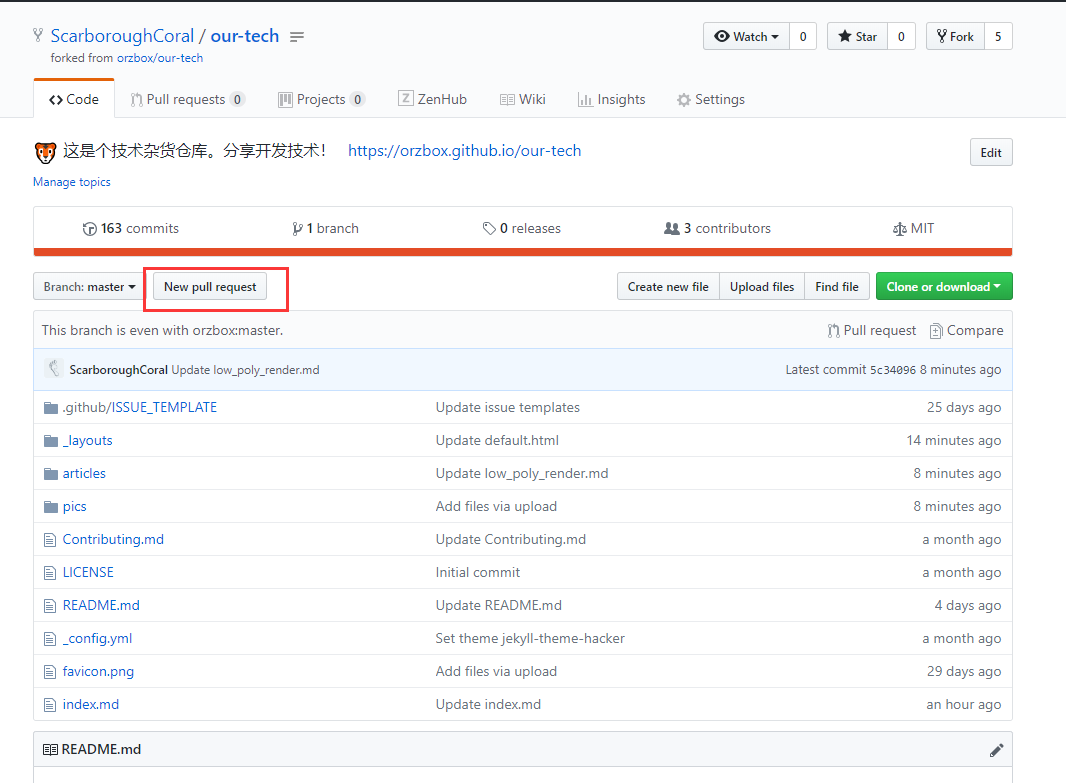 ScarboroughCoral / our-tech
Watch 0 Star 0 Fork 5
forked from orzbox/our-tech
Code Pull requests 0 Projects 0 ZenHub Wiki Insights Settings
这是个技术杂货仓库。分享开发技术! https://orzbox.github.io/our-tech Edit
Manage topics
163 commits 1 branch 0 releases 3 contributors MIT
Branch: master New pull request Create new file Upload files Find file Clone or download
This branch is even with orzbox:master. Pull request Compare
ScarboroughCoral Update low_poly_render.md Latest commit 5c34096 8 minutes ago
.github/ISSUE_TEMPLATE Update issue templates 25 days ago
_layouts Update default.html 14 minutes ago
articles Update low_poly_render.md 8 minutes ago
pics Add files via upload 8 minutes ago
Contributing.md Update Contributing.md a month ago
LICENSE Initial commit a month ago
README.md Update README.md 4 days ago
_config.yml Set theme jekyll-theme-hacker a month ago
favicon.png Add files via upload 29 days ago
index.md Update index.md an hour ago
README.md